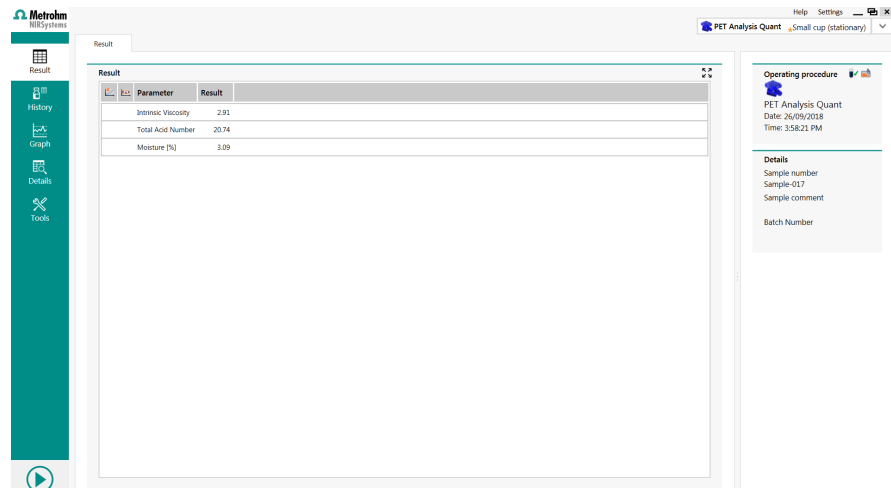 Metrohm
NIRSystems
Help Settings
PET Analysis Quant Small cup (stationary)
Result
Result
History
Graph
Details
Tools
Result
Parameter Result
Intrinsic Viscosity 2.91
Total Acid Number 20.74
Moisture [%] 3.09
Operating procedure
PET Analysis Quant
Date: 26/09/2018
Time: 3:58:21 PM
Details
Sample number
Sample-017
Sample comment
Batch Number